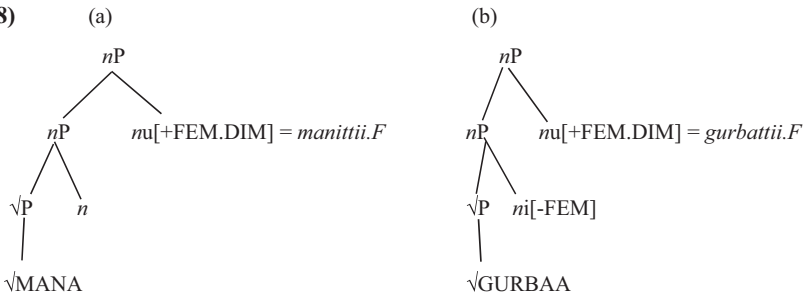 8) (a) (b)
nP nP
nP nu[+FEM.DIM] = manittii.F nP nu[+FEM.DIM] = gurbattii.F
√P n √P ni[-FEM]
√MANA √GURBAA